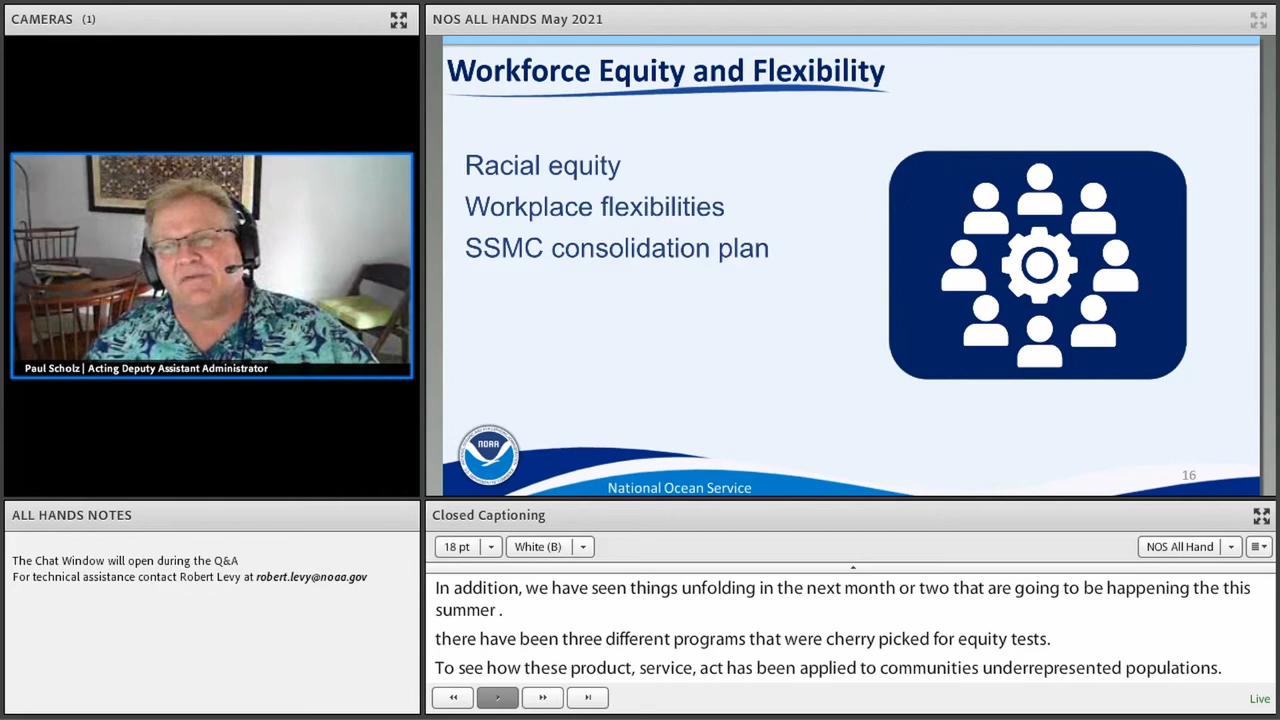 CAMERAS (1)
Paul Scholz | Acting Deputy Assistant Administrator
NOS ALL HANDS May 2021
Workforce Equity and Flexibility
Racial equity
Workplace flexibilities
SSMC consolidation plan
NOAA
National Ocean Service
16
ALL HANDS NOTES
The Chat Window will open during the Q&A
For technical assistance contact Robert Levy at robert.levy@noaa.gov
Closed Captioning
18 pt
White (B)
NOS All Hand
In addition, we have seen things unfolding in the next month or two that are going to be happening the this
summer .
there have been three different programs that were cherry picked for equity tests.
To see how these product, service, act has been applied to communities underrepresented populations.
Live